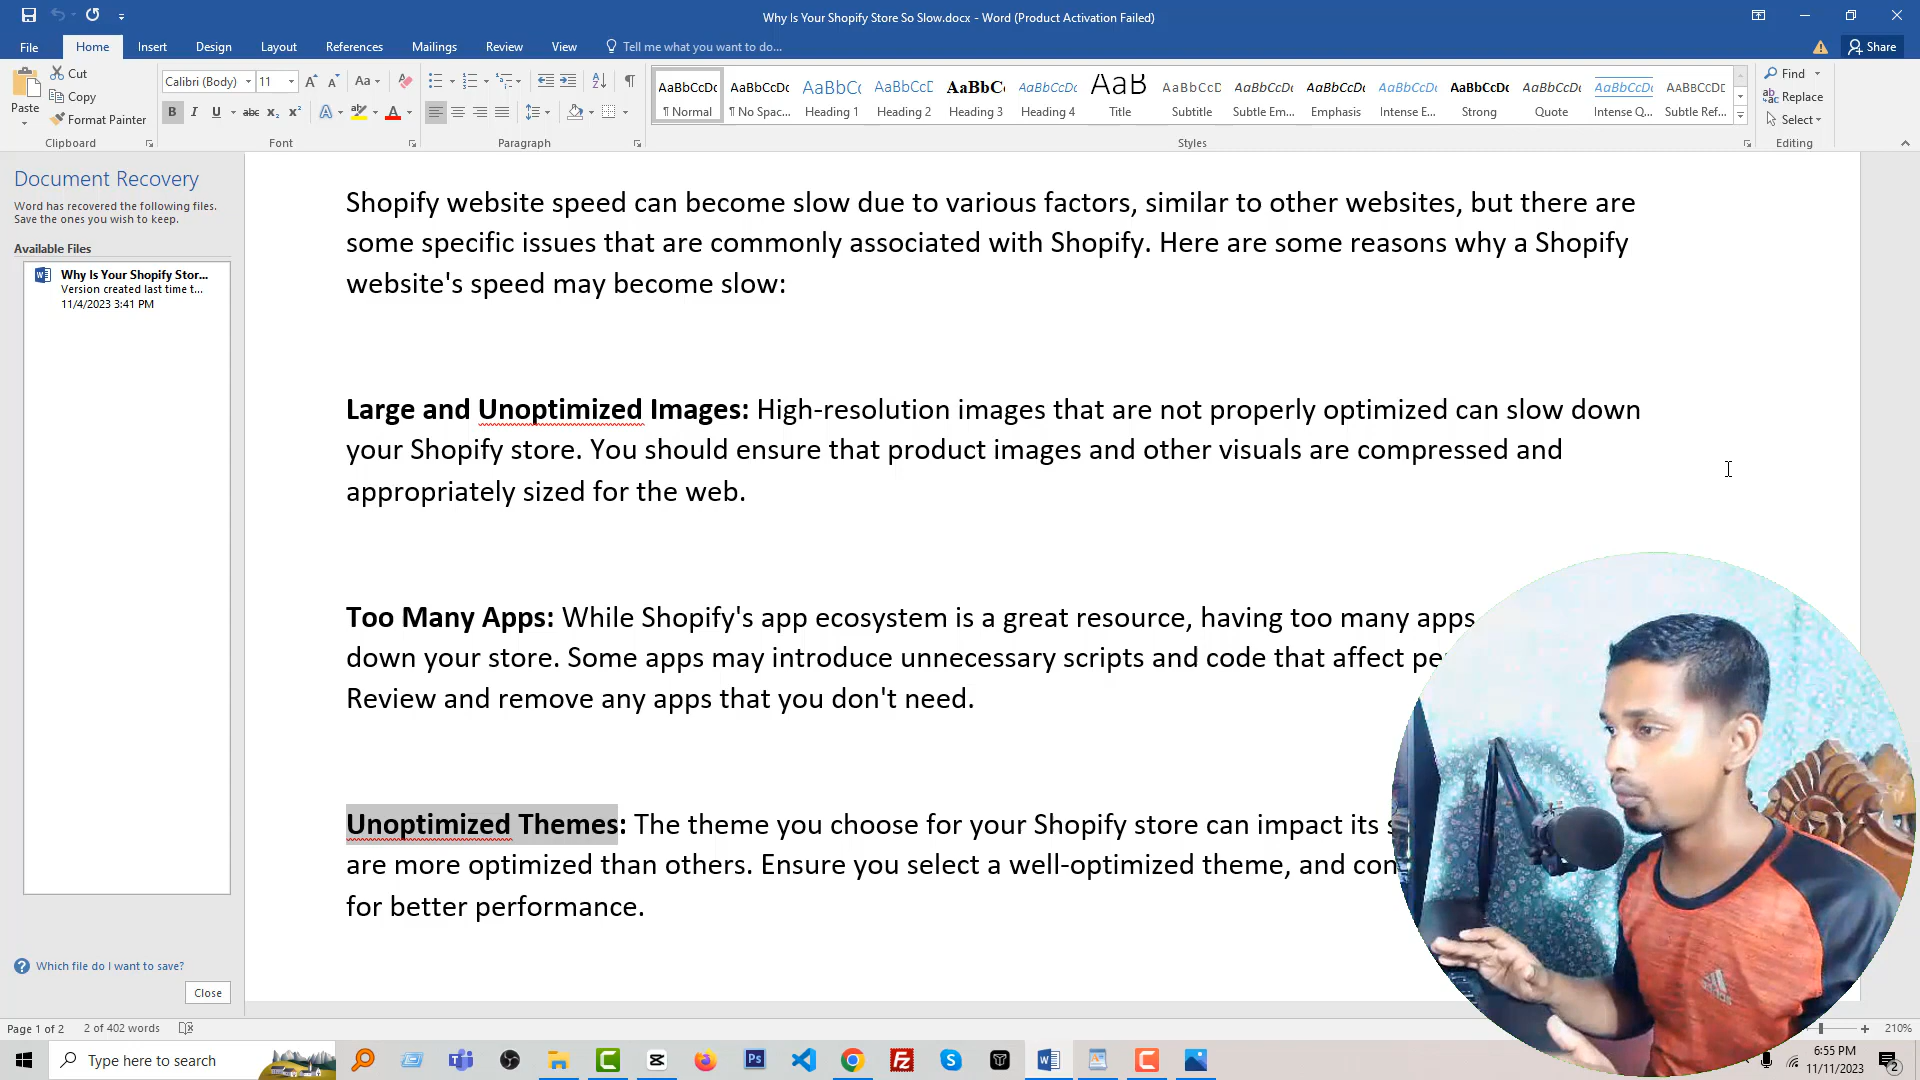 Why Is Your Shopify Store So Slow.docx - Word (Product Activation Failed)
File Home Insert Design Layout References Mailings Review View Tell me what you want to do... Share
Paste Cut Copy Format Painter
Calibri (Body) 11
AaBbCcDc AaBbCcDc AaBbCc AaBbCcD AaBbC AaBbCcDc AaB AaBbCcD AaBbCcDc AaBbCcDc AaBbCcDc AaBbCcDc AaBbCcDc AaBbCcDc AABBCCDE
¶ Normal ¶ No Spac... Heading 1 Heading 2 Heading 3 Heading 4 Title Subtitle Subtle Em... Emphasis Intense E... Strong Quote Intense Q... Subtle Ref...
Find Replace Select
Clipboard Font Paragraph Styles Editing
Document Recovery
Word has recovered the following files.
Save the ones you wish to keep.
Available Files
Why Is Your Shopify Stor...
Version created last time t...
11/4/2023 3:41 PM
Which file do I want to save?
Close
Shopify website speed can become slow due to various factors, similar to other websites, but there are
some specific issues that are commonly associated with Shopify. Here are some reasons why a Shopify
website's speed may become slow:
Large and Unoptimized Images: High-resolution images that are not properly optimized can slow down
your Shopify store. You should ensure that product images and other visuals are compressed and
appropriately sized for the web.
Too Many Apps: While Shopify's app ecosystem is a great resource, having too many apps
down your store. Some apps may introduce unnecessary scripts and code that affect
Review and remove any apps that you don't need.
Unoptimized Themes: The theme you choose for your Shopify store can impact its
are more optimized than others. Ensure you select a well-optimized theme, and
for better performance.
adidas
Page 1 of 2 2 of 402 words 210%
Type here to search
6:55 PM
11/11/2023
2